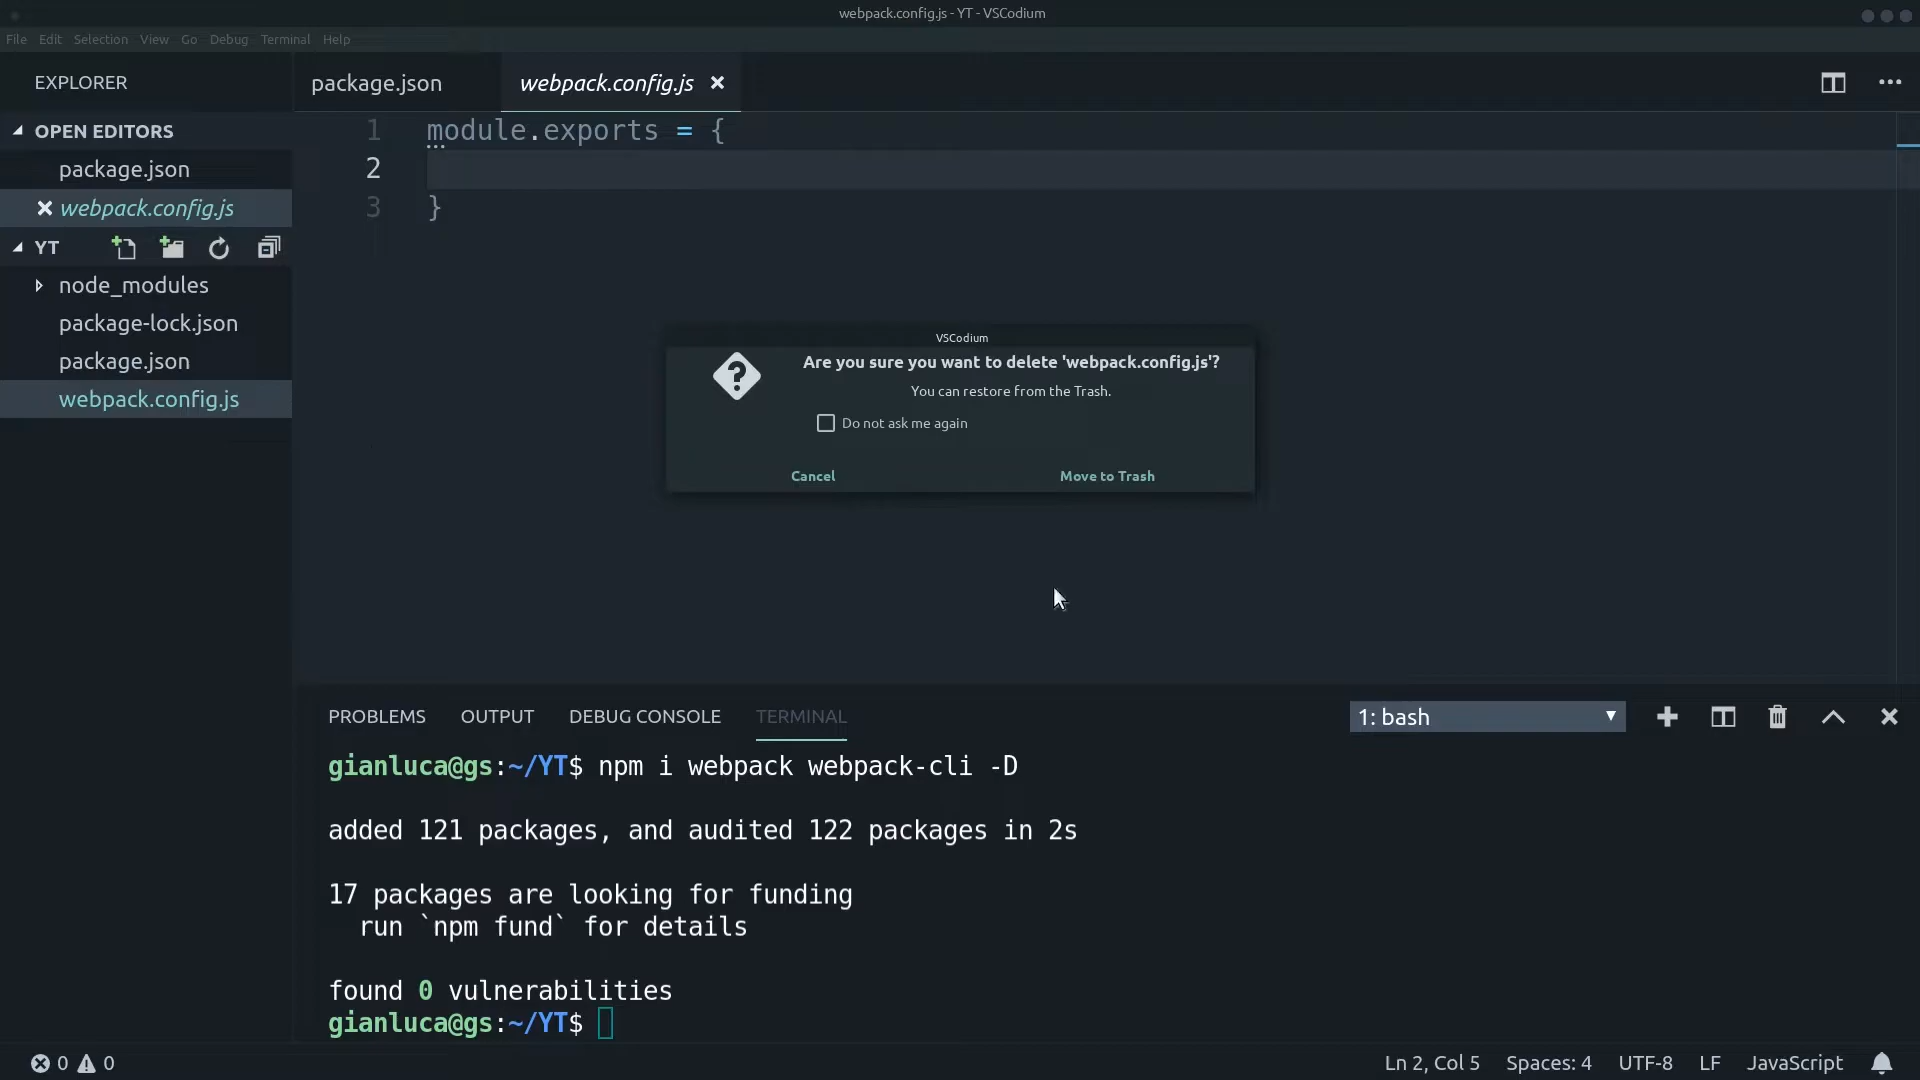 webpack.config.js - YT - VSCodium
File Edit Selection View Go Debug Terminal Help
EXPLORER
OPEN EDITORS
package.json
webpack.config.js
YT
node_modules
package-lock.json
package.json
webpack.config.js
package.json
webpack.config.js
1 module.exports = {
2
3 }
VSCodium
Are you sure you want to delete 'webpack.config.js'?
You can restore from the Trash.
Do not ask me again
Cancel Move to Trash
PROBLEMS OUTPUT DEBUG CONSOLE TERMINAL
1: bash
gianluca@gs:~/YT$ npm i webpack webpack-cli -D
added 121 packages, and audited 122 packages in 2s
17 packages are looking for funding
run `npm fund` for details
found 0 vulnerabilities
gianluca@gs:~/YT$
0 0
Ln 2, Col 5 Spaces: 4 UTF-8 LF JavaScript